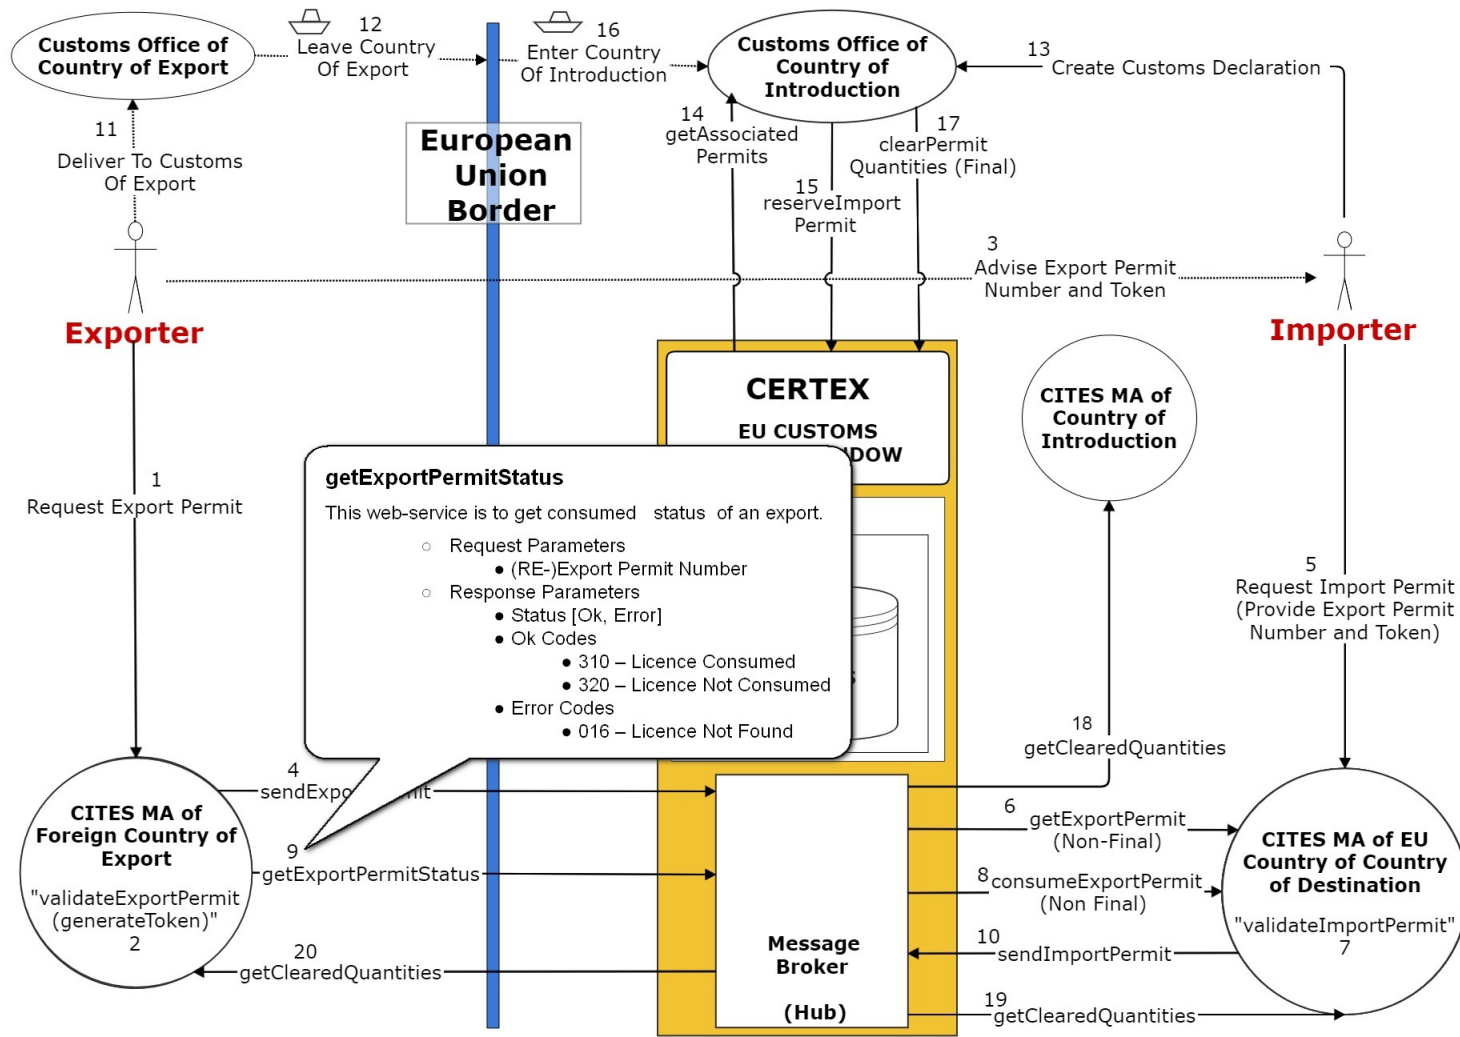 Customs Office of
Country of Export
12
Leave Country
Of Export
16
Enter Country
Of Introduction
Customs Office of
Country of
Introduction
13
Create Customs Declaration
11
Deliver To Customs
Of Export
European
Union
Border
14
getAssociated
Permits
15
reserveImport
Permit
17
clearPermit
Quantities (Final)
3
Advise Export Permit
Number and Token
Exporter
Importer
CERTEX
EU CUSTOMS
CITES MA of
Country of
Introduction
1
Request Export Permit
getExportPermitStatus
This web-service is to get consumed status of an export.
○ Request Parameters
● (RE-)Export Permit Number
○ Response Parameters
● Status [Ok, Error]
● Ok Codes
● 310 – Licence Consumed
● 320 – Licence Not Consumed
● Error Codes
● 016 – Licence Not Found
5
Request Import Permit
(Provide Export Permit
Number and Token)
18
getClearedQuantities
CITES MA of
Foreign Country of
Export
"validateExportPermit
(generateToken)"
2
4
9
getExportPermitStatus
20
getClearedQuantities
Message
Broker
(Hub)
6
getExportPermit
(Non-Final)
8
consumeExportPermit
(Non Final)
10
sendImportPermit
19
getClearedQuantities
CITES MA of EU
Country of Country
of Destination
"validateImportPermit"
7